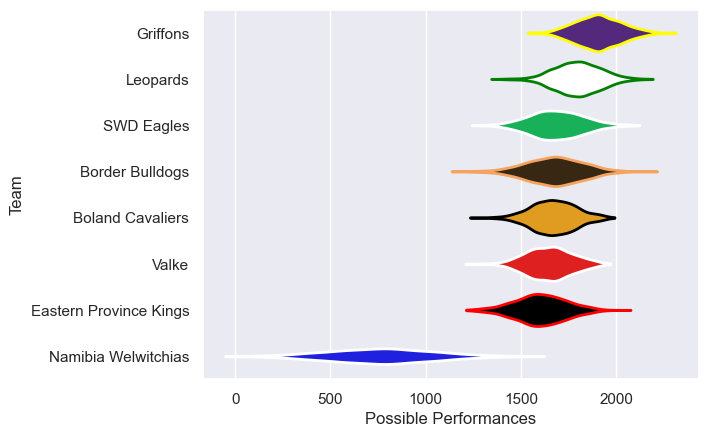 Team
Griffons
Leopards
SWD Eagles
Border Bulldogs
Boland Cavaliers
Valke
Eastern Province Kings
Namibia Welwitchias
0 500 1000 1500 2000
Possible Performances